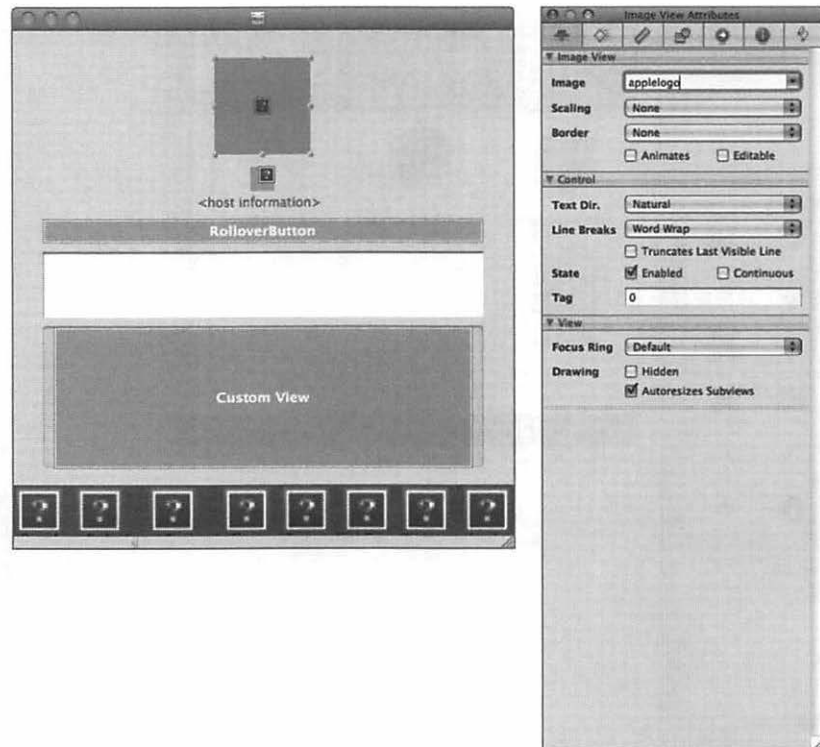 <host information>
RolloverButton
Custom View
Image View Attributes
Image View
Image applelogo
Scaling None
Border None
Animates Editable
Control
Text Dir. Natural
Line Breaks Word Wrap
Truncates Last Visible Line
State Enabled Continuous
Tag 0
View
Focus Ring Default
Drawing Hidden
Autoresizes Subviews